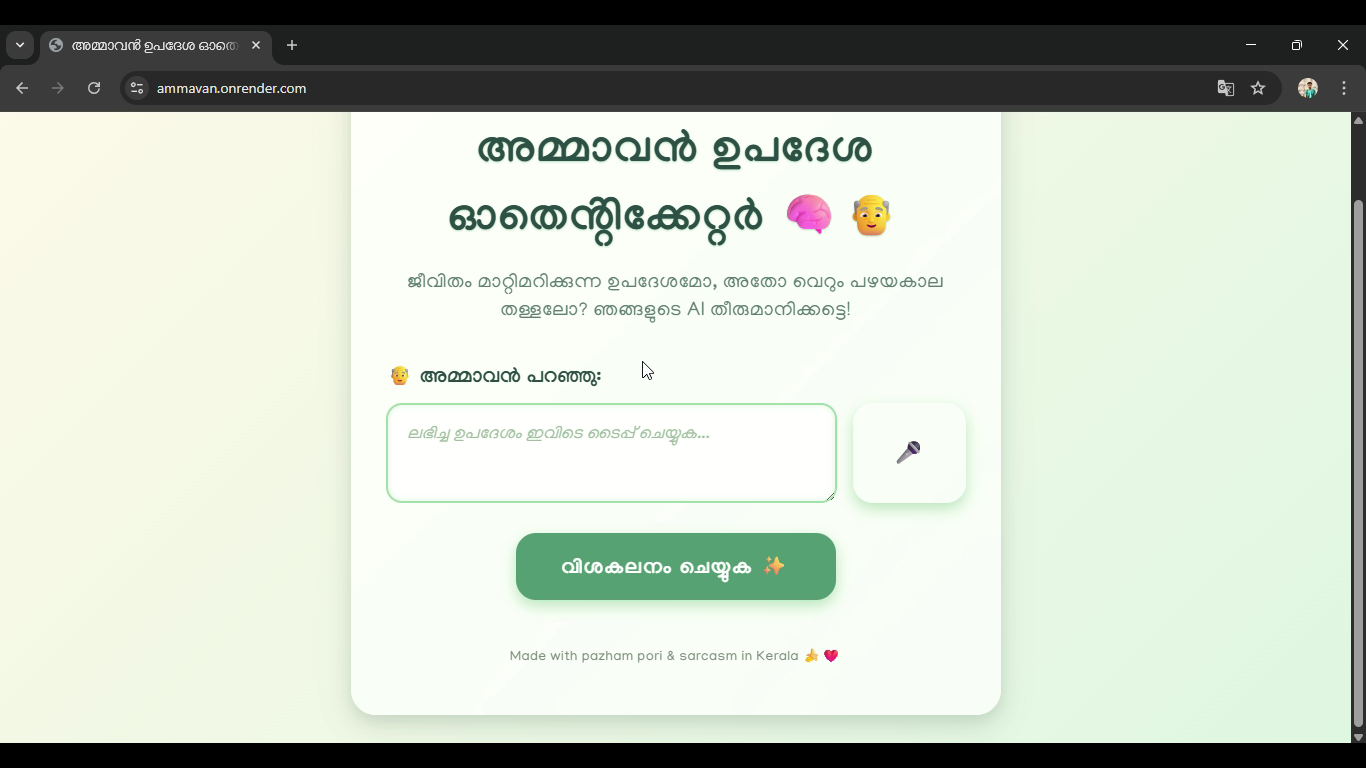 അമ്മാവൻ ഉപദേശ ഓതെ
ammavan.onrender.com
അമ്മാവൻ ഉപദേശ
ഓതെന്റിക്കേറ്റർ 🧠 👴
ജീവിതം മാറ്റിമറിക്കുന്ന ഉപദേശമോ, അതോ വെറും പഴയകാല
തള്ളലോ? ഞങ്ങളുടെ AI തീരുമാനിക്കട്ടെ!
👴 അമ്മാവൻ പറഞ്ഞു:
ലഭിച്ച ഉപദേശം ഇവിടെ ടൈപ്പ് ചെയ്യുക...
വിശകലനം ചെയ്യുക ✨
Made with pazham pori & sarcasm in Kerala 🍌 💖